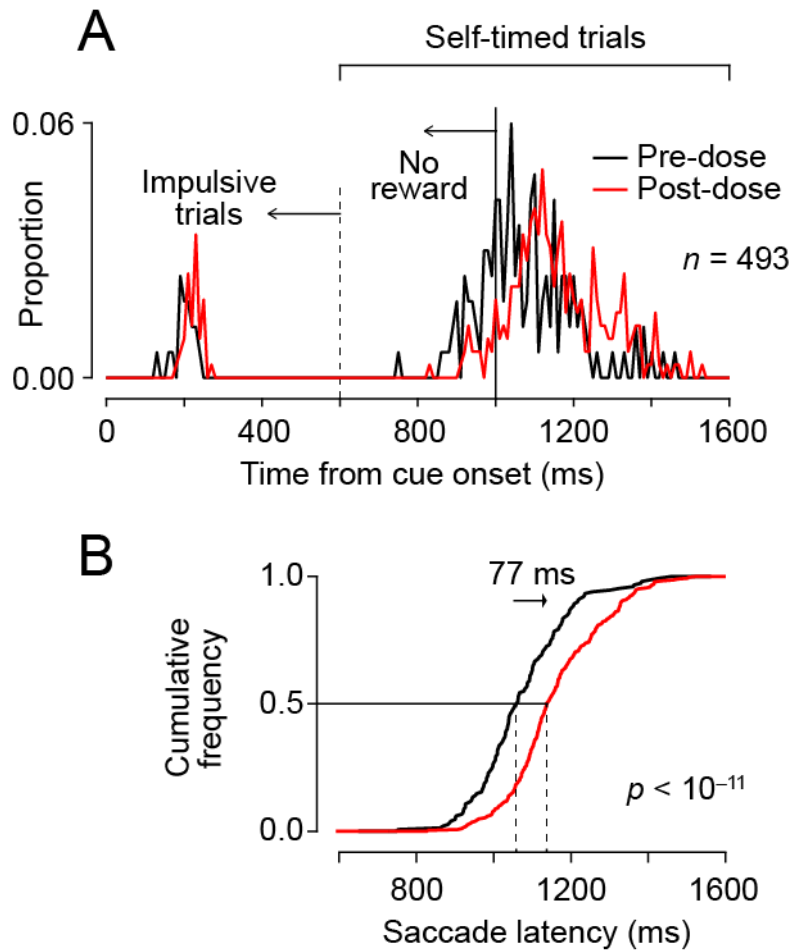 A
Self-timed trials
0.06
No
reward
Pre-dose
Post-dose
Impulsive
trials
n = 493
Proportion
0.00
0
400
800
1200
1600
Time from cue onset (ms)
B
77 ms
1.0
0.5
0.0
Cumulative
frequency
p < 10⁻¹¹
800
1200
1600
Saccade latency (ms)